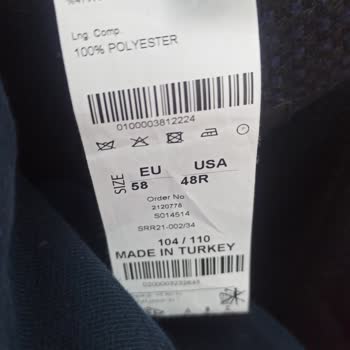 Lng. Comp.
100% POLYESTER
0100003812224
SIZE
EU USA
58 48R
Order No
2120778
S014514
SRR21-002/34
104 / 110
MADE IN TURKEY